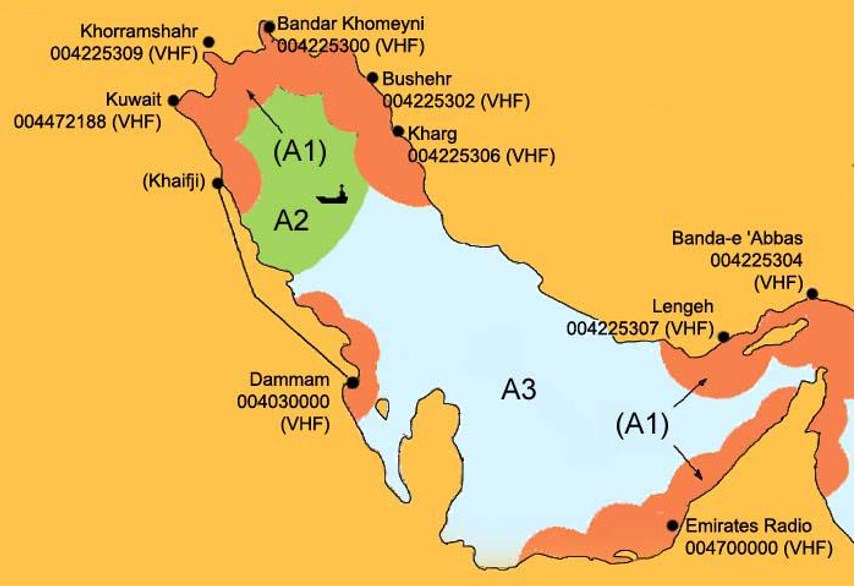 Khorramshahr
004225309 (VHF)
Bandar Khomeyni
004225300 (VHF)
Bushehr
004225302 (VHF)
Kuwait
004472188 (VHF)
Kharg
004225306 (VHF)
(A1)
(Khaifji)
A2
Banda-e 'Abbas
004225304
(VHF)
Lengeh
004225307 (VHF)
Dammam
004030000
(VHF)
A3
(A1)
Emirates Radio
004700000 (VHF)